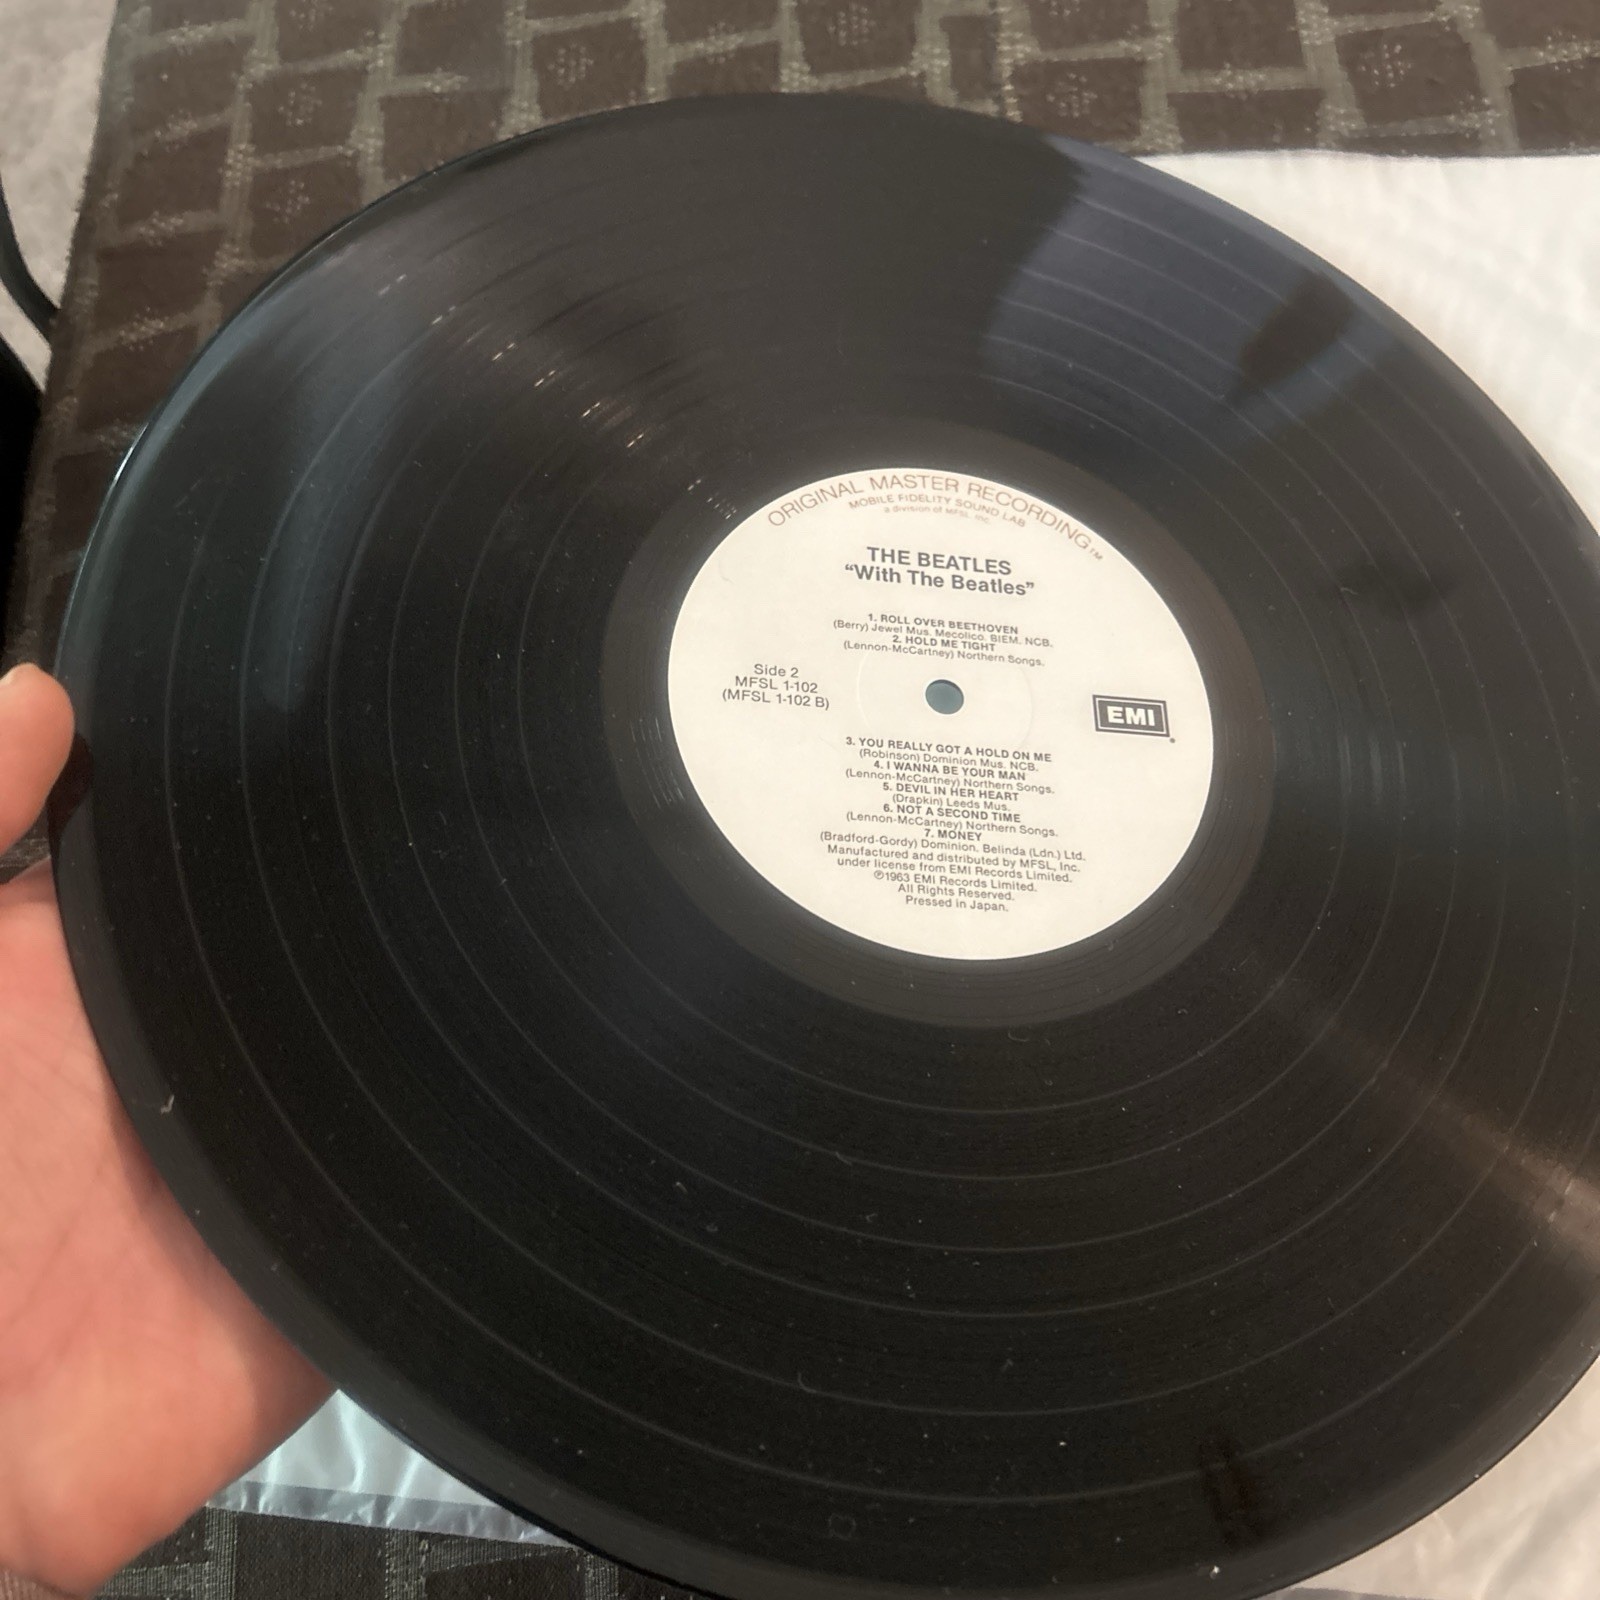 ORIGINAL MASTER RECORDING™
MOBILE FIDELITY SOUND LAB
a division of MFSL, Inc.
THE BEATLES
“With The Beatles”
1. ROLL OVER BEETHOVEN
(Berry) Jewel Mus. Mecolico. BIEM. NCB.
2. HOLD ME TIGHT
(Lennon-McCartney) Northern Songs.
Side 2
MFSL 1-102
(MFSL 1-102 B)
EMI
3. YOU REALLY GOT A HOLD ON ME
(Robinson) Dominion Mus. NCB.
4. I WANNA BE YOUR MAN
(Lennon-McCartney) Northern Songs.
5. DEVIL IN HER HEART
(Drapkin) Leeds Mus.
6. NOT A SECOND TIME
(Lennon-McCartney) Northern Songs.
7. MONEY
(Bradford-Gordy) Dominion. Belinda (Ldn.) Ltd.
Manufactured and distributed by MFSL, Inc.
under license from EMI Records Limited.
℗1963 EMI Records Limited.
All Rights Reserved.
Pressed in Japan.